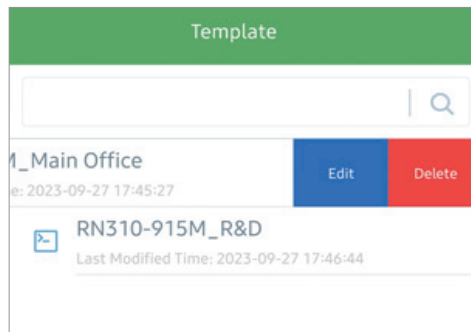 Template
_Main Office
Edit
Delete
e: 2023-09-27 17:45:27
RN310-915M_R&D
Last Modified Time: 2023-09-27 17:46:44